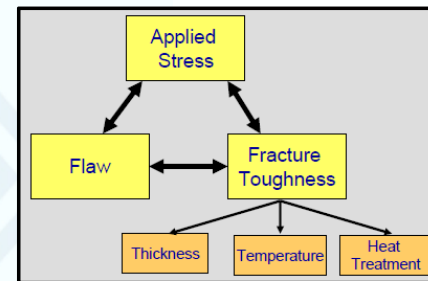 Applied
Stress
Flaw
Fracture
Toughness
Thickness
Temperature
Heat
Treatment